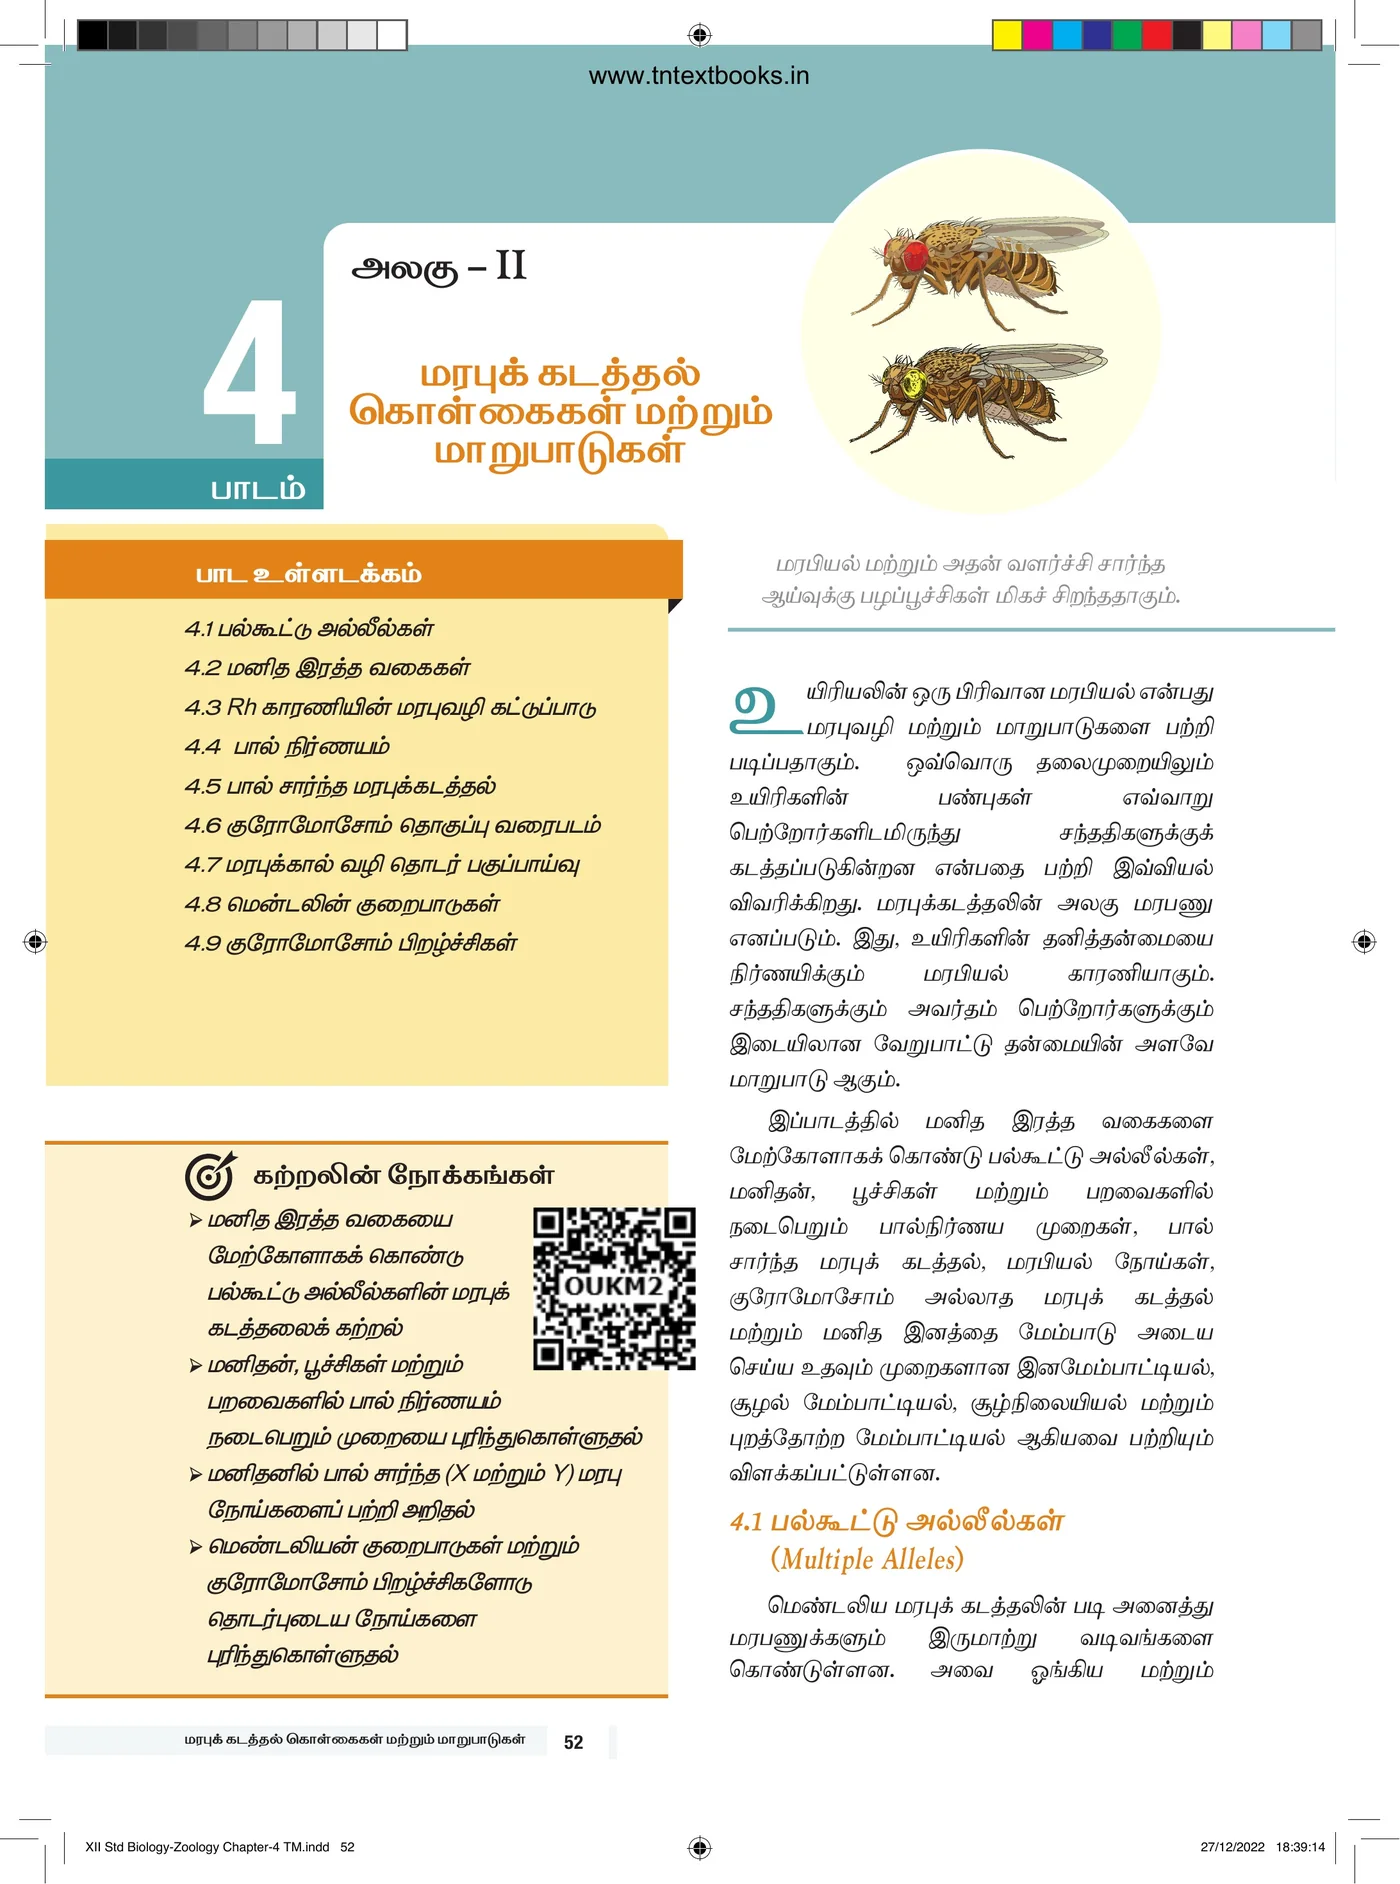 www.tntextbooks.in
அலகு – II
4
பாடம்
மரபுக் கடத்தல்
கொள்கைகள் மற்றும்
மாறுபாடுகள்
பாட உள்ளடக்கம்
4.1 பல்கூட்டு அல்லீல்கள்
4.2 மனித இரத்த வகைகள்
4.3 Rh காரணியின் மரபுவழி கட்டுப்பாடு
4.4 பால் நிர்ணயம்
4.5 பால் சார்ந்த மரபுக்கடத்தல்
4.6 குரோமோசோம் தொகுப்பு வரைபடம்
4.7 மரபுக்கால் வழி தொடர் பகுப்பாய்வு
4.8 மென்டலின் குறைபாடுகள்
4.9 குரோமோசோம் பிறழ்ச்சிகள்
கற்றலின் நோக்கங்கள்
➢ மனித இரத்த வகையை
மேற்கோளாகக் கொண்டு
பல்கூட்டு அல்லீல்களின் மரபுக்
கடத்தலைக் கற்றல்
➢ மனிதன், பூச்சிகள் மற்றும்
பறவைகளில் பால் நிர்ணயம்
நடைபெறும் முறையை புரிந்துகொள்ளுதல்
➢ மனிதனில் பால் சார்ந்த (X மற்றும் Y) மரபு
நோய்களைப் பற்றி அறிதல்
➢ மெண்டலியன் குறைபாடுகள் மற்றும்
குரோமோசோம் பிறழ்ச்சிகளோடு
தொடர்புடைய நோய்களை
புரிந்துகொள்ளுதல்
OUKM2
மரபியல் மற்றும் அதன் வளர்ச்சி சார்ந்த
ஆய்வுக்கு பழப்பூச்சிகள் மிகச் சிறந்ததாகும்.
உயிரியலின் ஒரு பிரிவான மரபியல் என்பது
மரபுவழி மற்றும் மாறுபாடுகளை பற்றி
படிப்பதாகும். ஒவ்வொரு தலைமுறையிலும்
உயிரிகளின் பண்புகள் எவ்வாறு
பெற்றோர்களிடமிருந்து சந்ததிகளுக்குக்
கடத்தப்படுகின்றன என்பதை பற்றி இவ்வியல்
விவரிக்கிறது. மரபுக்கடத்தலின் அலகு மரபணு
எனப்படும். இது, உயிரிகளின் தனித்தன்மையை
நிர்ணயிக்கும் மரபியல் காரணியாகும்.
சந்ததிகளுக்கும் அவர்தம் பெற்றோர்களுக்கும்
இடையிலான வேறுபாட்டு தன்மையின் அளவே
மாறுபாடு ஆகும்.
இப்பாடத்தில் மனித இரத்த வகைகளை
மேற்கோளாகக் கொண்டு பல்கூட்டு அல்லீல்கள்,
மனிதன், பூச்சிகள் மற்றும் பறவைகளில்
நடைபெறும் பால்நிர்ணய முறைகள், பால்
சார்ந்த மரபுக் கடத்தல், மரபியல் நோய்கள்,
குரோமோசோம் அல்லாத மரபுக் கடத்தல்
மற்றும் மனித இனத்தை மேம்பாடு அடைய
செய்ய உதவும் முறைகளான இனமேம்பாட்டியல்,
சூழல் மேம்பாட்டியல், சூழ்நிலையியல் மற்றும்
புறத்தோற்ற மேம்பாட்டியல் ஆகியவை பற்றியும்
விளக்கப்பட்டுள்ளன.
4.1 பல்கூட்டு அல்லீல்கள்
(Multiple Alleles)
மெண்டலிய மரபுக் கடத்தலின் படி அனைத்து
மரபணுக்களும் இருமாற்று வடிவங்களை
கொண்டுள்ளன. அவை ஓங்கிய மற்றும்
மரபுக் கடத்தல் கொள்கைகள் மற்றும் மாறுபாடுகள் 52
XII Std Biology-Zoology Chapter-4 TM.indd 52
27/12/2022 18:39:14